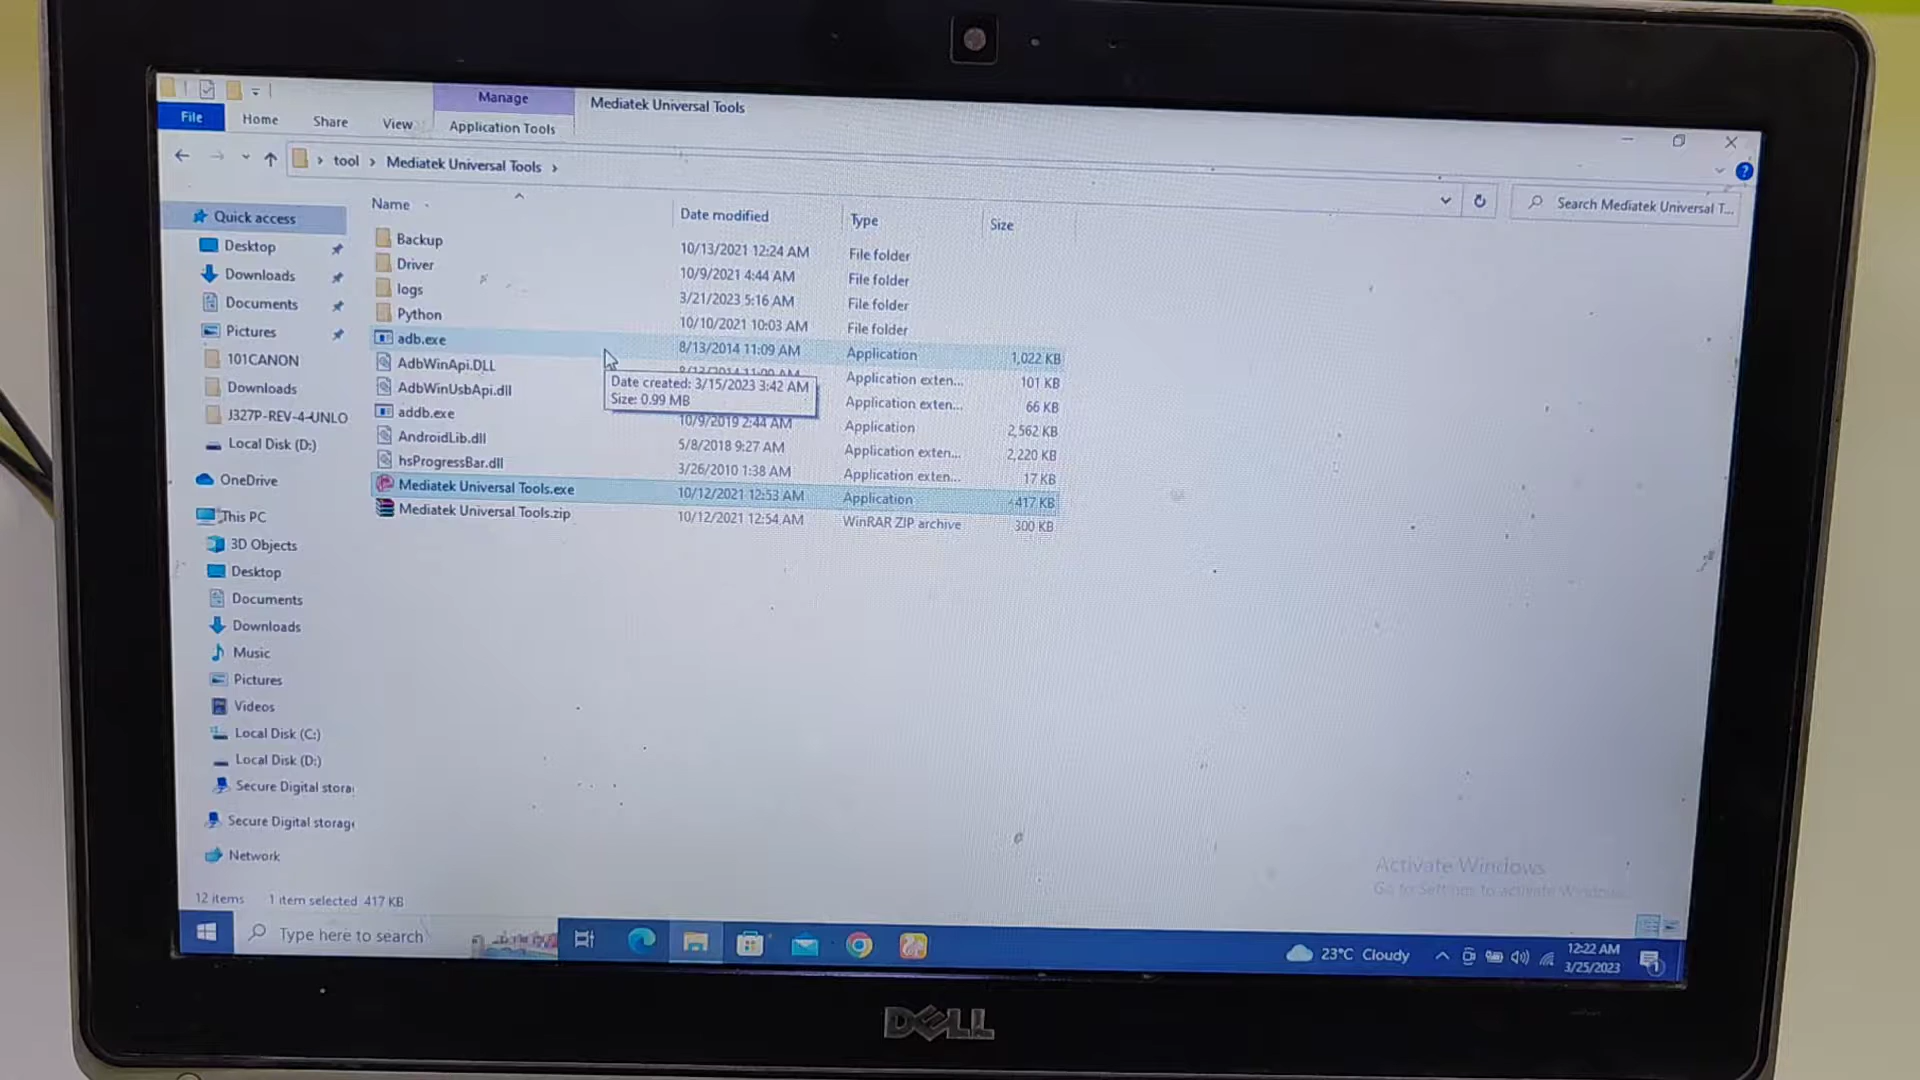 Manage
Mediatek Universal Tools
File
Home
Share
View
Application Tools
tool > Mediatek Universal Tools >
Search Mediatek Universal T...
Name
Date modified
Type
Size
Backup
10/13/2021 12:24 AM
File folder
Driver
10/9/2021 4:44 AM
File folder
logs
3/21/2023 5:16 AM
File folder
Python
10/10/2021 10:03 AM
File folder
adb.exe
8/13/2014 11:09 AM
Application
1,022 KB
AdbWinApi.DLL
Application exten...
101 KB
AdbWinUsbApi.dll
Application exten...
66 KB
Date created: 3/15/2023 3:42 AM
Size: 0.99 MB
addb.exe
10/9/2019 2:44 AM
Application
2,562 KB
AndroidLib.dll
5/8/2018 9:27 AM
Application exten...
2,220 KB
hsProgressBar.dll
3/26/2010 1:38 AM
Application exten...
17 KB
Mediatek Universal Tools.exe
10/12/2021 12:53 AM
Application
417 KB
Mediatek Universal Tools.zip
10/12/2021 12:54 AM
WinRAR ZIP archive
300 KB
Quick access
Desktop
Downloads
Documents
Pictures
101CANON
Downloads
J327P-REV-4-UNLO
Local Disk (D:)
OneDrive
This PC
3D Objects
Desktop
Documents
Downloads
Music
Pictures
Videos
Local Disk (C:)
Local Disk (D:)
Secure Digital stora
Secure Digital storage
Network
Activate Windows
Go to Settings to activate Windows.
12 items
1 item selected 417 KB
Type here to search
23°C Cloudy
12:22 AM
3/25/2023
1
DELL